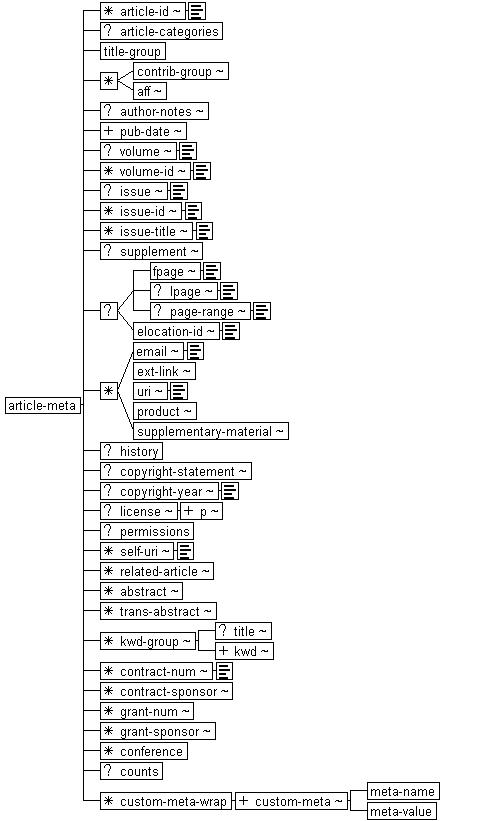 * article-id ~
? article-categories
title-group
* contrib-group ~
aff ~
? author-notes ~
+ pub-date ~
? volume ~
* volume-id ~
? issue ~
* issue-id ~
* issue-title ~
? supplement ~
fpage ~
? lpage ~
? page-range ~
?
elocation-id ~
email ~
ext-link ~
* uri ~
product ~
article-meta
supplementary-material ~
? history
? copyright-statement ~
? copyright-year ~
? license ~ + p ~
? permissions
* self-uri ~
* related-article ~
* abstract ~
* trans-abstract ~
? title ~
* kwd-group ~
+ kwd ~
* contract-num ~
* contract-sponsor ~
* grant-num ~
* grant-sponsor ~
* conference
? counts
meta-name
* custom-meta-wrap + custom-meta ~
meta-value